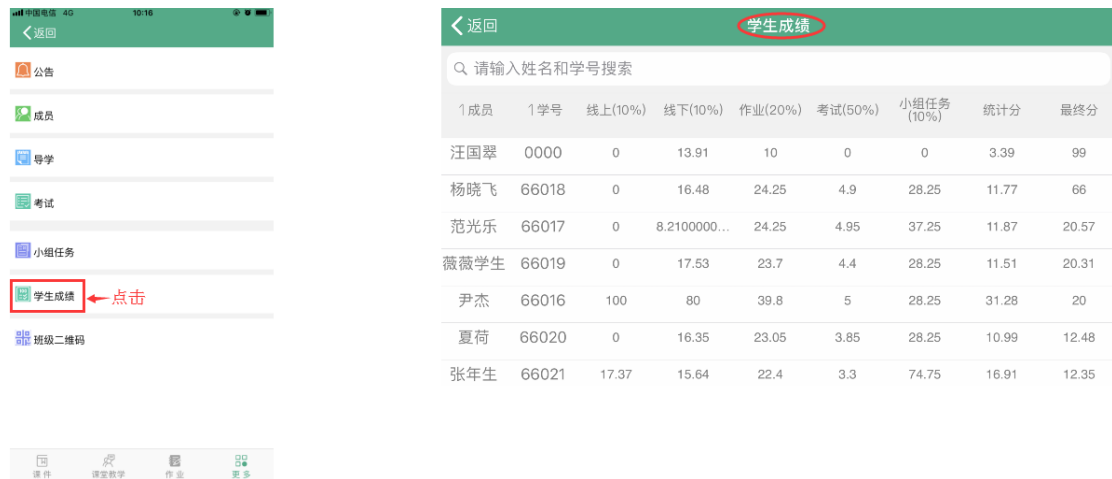 中国电信 4G 10:16
返回
公告
成员
导学
考试
小组任务
学生成绩 点击
班级二维码
课件 课堂教学 作业 更多
返回 学生成绩
请输入姓名和学号搜索
1成员 1学号 线上(10%) 线下(10%) 作业(20%) 考试(50%) 小组任务(10%) 统计分 最终分
汪国翠 0000 0 13.91 10 0 0 3.39 99
杨晓飞 66018 0 16.48 24.25 4.9 28.25 11.77 66
范光乐 66017 0 8.2100000... 24.25 4.95 37.25 11.87 20.57
薇薇学生 66019 0 17.53 23.7 4.4 28.25 11.51 20.31
尹杰 66016 100 80 39.8 5 28.25 31.28 20
夏荷 66020 0 16.35 23.05 3.85 28.25 10.99 12.48
张年生 66021 17.37 15.64 22.4 3.3 74.75 16.91 12.35